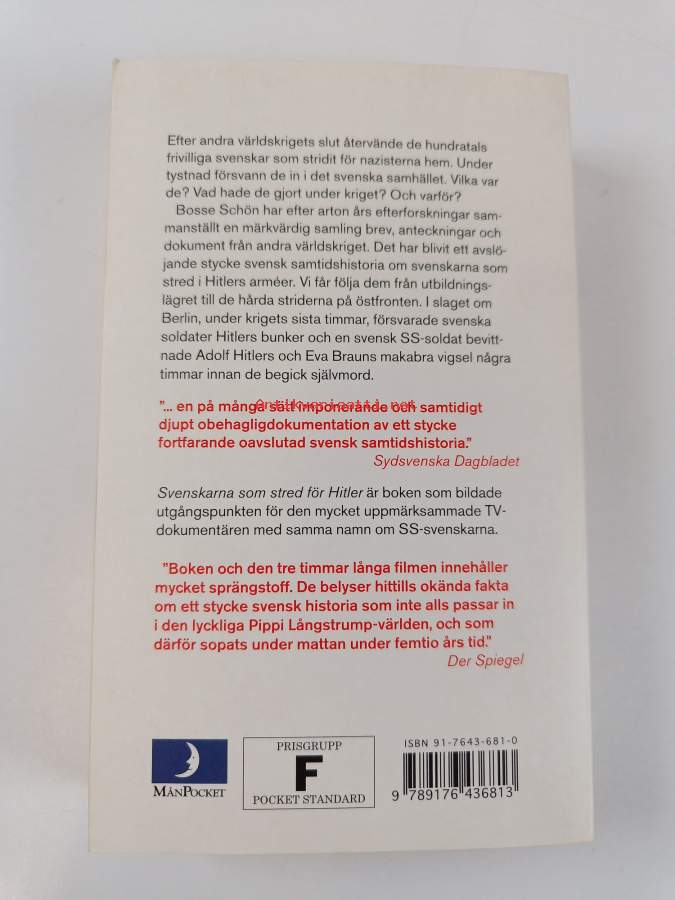 Efter andra världskrigets slut återvände de hundratals
frivilliga svenskar som stridit för nazisterna hem. Under
tystnad försvann de in i det svenska samhället. Vilka var
de? Vad hade de gjort under kriget? Och varför?
Bosse Schön har efter arton års efterforskningar sam-
manställt en märkvärdig samling brev, anteckningar och
dokument från andra världskriget. Det har blivit ett avslö-
jande stycke svensk samtidshistoria om svenskarna som
stred i Hitlers arméer. Vi får följa dem från utbildnings-
lägret till de hårda striderna på östfronten. I slaget om
Berlin, under krigets sista timmar, försvarade svenska
soldater Hitlers bunker och en svensk SS-soldat bevitt-
nade Adolf Hitlers och Eva Brauns makabra vigsel några
timmar innan de begick självmord.
"... en på många sätt imponerande och samtidigt
djupt obehagligdokumentation av ett stycke
fortfarande oavslutad svensk samtidshistoria."
Sydsvenska Dagbladet
Svenskarna som stred för Hitler är boken som bildade
utgångspunkten för den mycket uppmärksammade TV-
dokumentären med samma namn om SS-svenskarna.
"Boken och den tre timmar långa filmen innehåller
mycket sprängstoff. De belyser hittills okända fakta
om ett stycke svensk historia som inte alls passar in
i den lyckliga Pippi Långstrump-världen, och som
därför sopats under mattan under femtio års tid."
Der Spiegel
MÅNPOCKET
PRISGRUPP
F
POCKET STANDARD
ISBN 91-7643-681-0
9 789176 436813